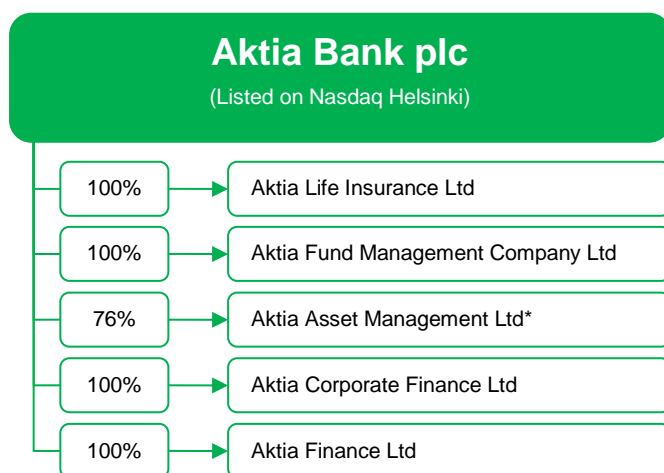 Aktia Bank plc
(Listed on Nasdaq Helsinki)
100% Aktia Life Insurance Ltd
100% Aktia Fund Management Company Ltd
76% Aktia Asset Management Ltd*
100% Aktia Corporate Finance Ltd
100% Aktia Finance Ltd